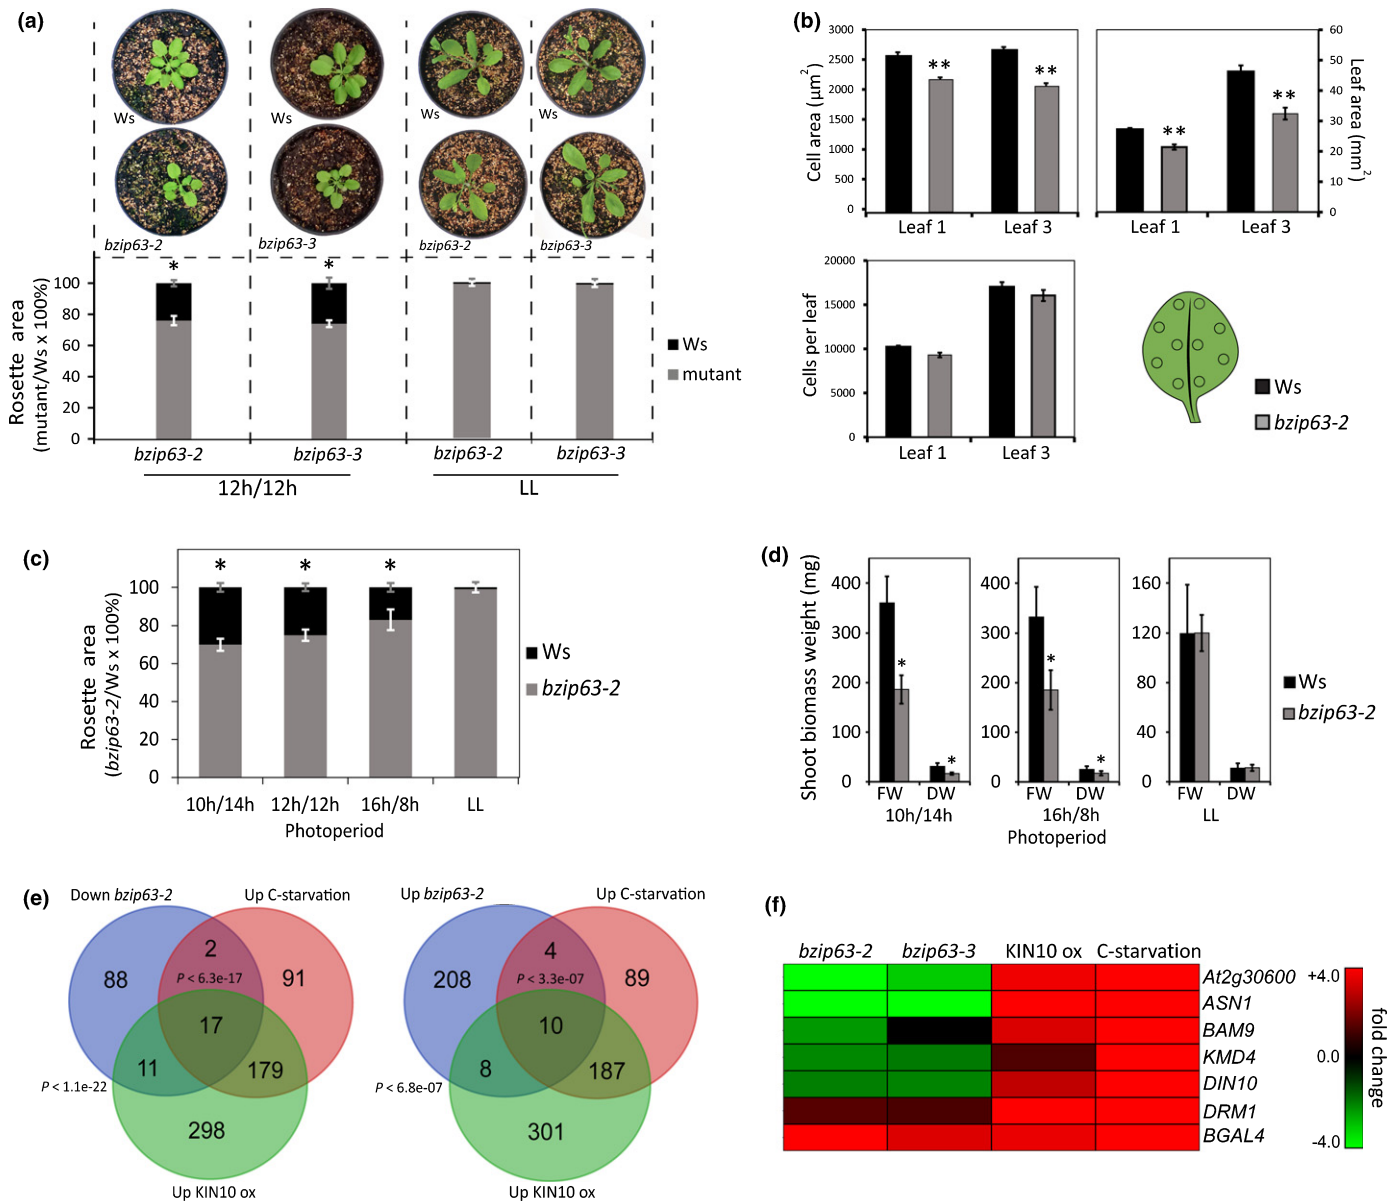 (a)
Ws
Ws
Ws
Ws
bzip63-2
bzip63-3
bzip63-2
bzip63-3
Rosette area
(mutant/Ws x 100%)
100
80
60
40
20
0
*
*
bzip63-2
bzip63-3
bzip63-2
bzip63-3
12h/12h
LL
Ws
mutant
(b)
Cell area (µm²)
3000
2500
2000
1500
1000
500
0
**
**
Leaf 1
Leaf 3
60
50
40
30
20
10
0
Leaf area (mm²)
**
**
Leaf 1
Leaf 3
Cells per leaf
20000
15000
10000
5000
0
Leaf 1
Leaf 3
Ws
bzip63-2
(c)
Rosette area
(bzip63-2/Ws x 100%)
100
80
60
40
20
0
*
*
*
10h/14h
12h/12h
16h/8h
LL
Photoperiod
Ws
bzip63-2
(d)
Shoot biomass weight (mg)
400
300
200
100
0
*
*
FW
DW
10h/14h
400
300
200
100
0
*
*
FW
DW
16h/8h
Photoperiod
160
120
80
40
0
FW
DW
LL
Ws
bzip63-2
(e)
Down bzip63-2
Up C-starvation
88
2
91
P < 6.3e-17
17
11
179
P < 1.1e-22
298
Up KIN10 ox
Up bzip63-2
Up C-starvation
208
4
89
P < 3.3e-07
10
8
187
P < 6.8e-07
301
Up KIN10 ox
(f)
bzip63-2
bzip63-3
KIN10 ox
C-starvation
At2g30600
ASN1
BAM9
KMD4
DIN10
DRM1
BGAL4
+4.0
0.0
-4.0
fold change